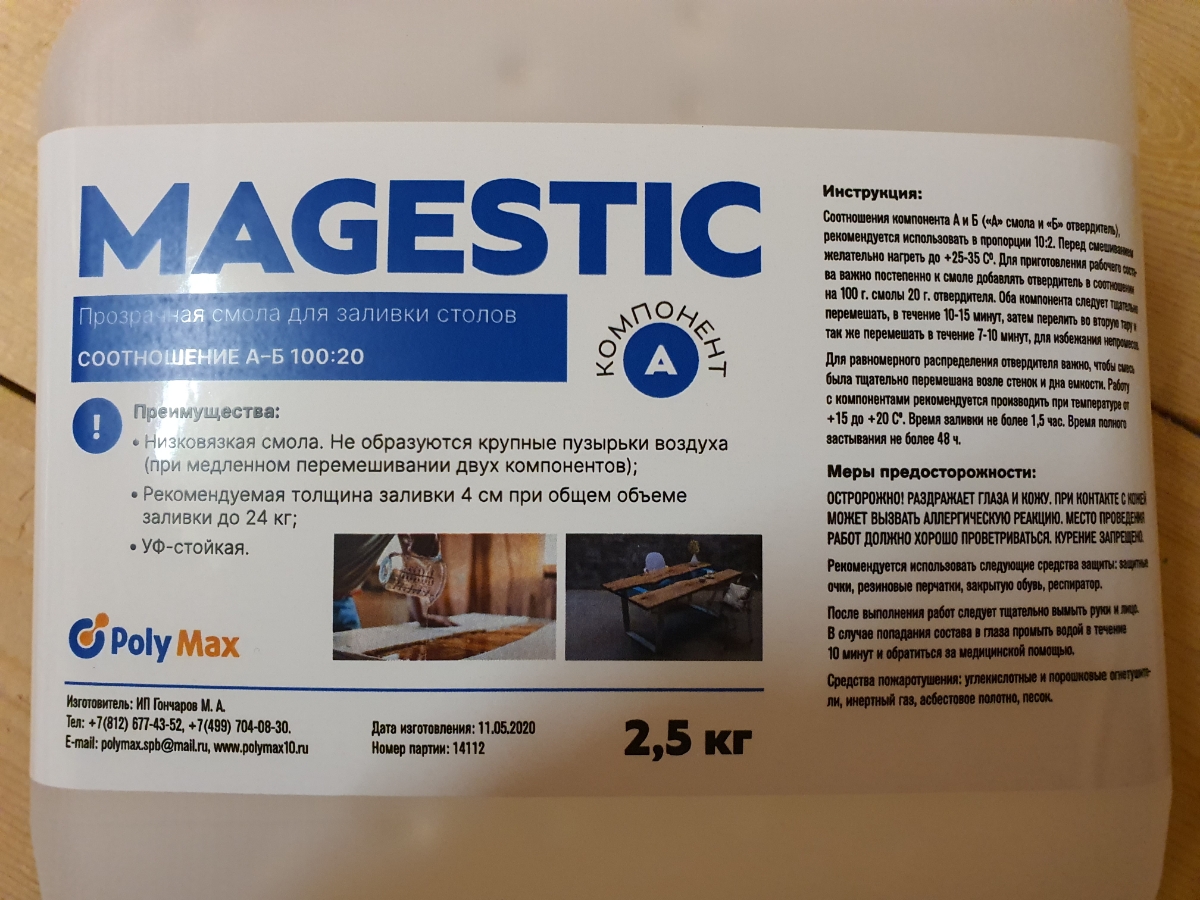 MAGESTIC
Прозрачная смола для заливки столов
СООТНОШЕНИЕ А–Б 100:20
КОМПОНЕНТ
А
!
Преимущества:
• Низковязкая смола. Не образуются крупные пузырьки воздуха
(при медленном перемешивании двух компонентов);
• Рекомендуемая толщина заливки 4 см при общем объеме
заливки до 24 кг;
• УФ-стойкая.
Poly Max
Изготовитель: ИП Гончаров М. А.
Тел: +7(812) 677-43-52, +7(499) 704-08-30.
E-mail: polymax.spb@mail.ru, www.polymax10.ru
Дата изготовления: 11.05.2020
Номер партии: 14112
2,5 кг
Инструкция:
Соотношения компонента А и Б («А» смола и «Б» отвердитель),
рекомендуется использовать в пропорции 10:2. Перед смешиванием
желательно нагреть до +25-35 С°. Для приготовления рабочего соста-
ва важно постепенно к смоле добавлять отвердитель в соотношении
на 100 г. смолы 20 г. отвердителя. Оба компонента следует тщательно
перемешать, в течение 10-15 минут, затем перелить во вторую тару и
так же перемешать в течение 7-10 минут, для избежания непромеса.
Для равномерного распределения отвердителя важно, чтобы смесь
была тщательно перемешана возле стенок и дна емкости. Работу
с компонентами рекомендуется производить при температуре от
+15 до +20 С°. Время заливки не более 1,5 час. Время полного
застывания не более 48 ч.
Меры предосторожности:
ОСТРОРОЖНО! РАЗДРАЖАЕТ ГЛАЗА И КОЖУ. ПРИ КОНТАКТЕ С КОЖЕЙ
МОЖЕТ ВЫЗВАТЬ АЛЛЕРГИЧЕСКУЮ РЕАКЦИЮ. МЕСТО ПРОВЕДЕНИЯ
РАБОТ ДОЛЖНО ХОРОШО ПРОВЕТРИВАТЬСЯ. КУРЕНИЕ ЗАПРЕЩЕНО.
Рекомендуется использовать следующие средства защиты: защитные
очки, резиновые перчатки, закрытую обувь, респиратор.
После выполнения работ следует тщательно вымыть руки и лицо.
В случае попадания состава в глаза промыть водой в течение
10 минут и обратиться за медицинской помощью.
Средства пожаротушения: углекислотные и порошковые огнетушите-
ли, инертный газ, асбестовое полотно, песок.